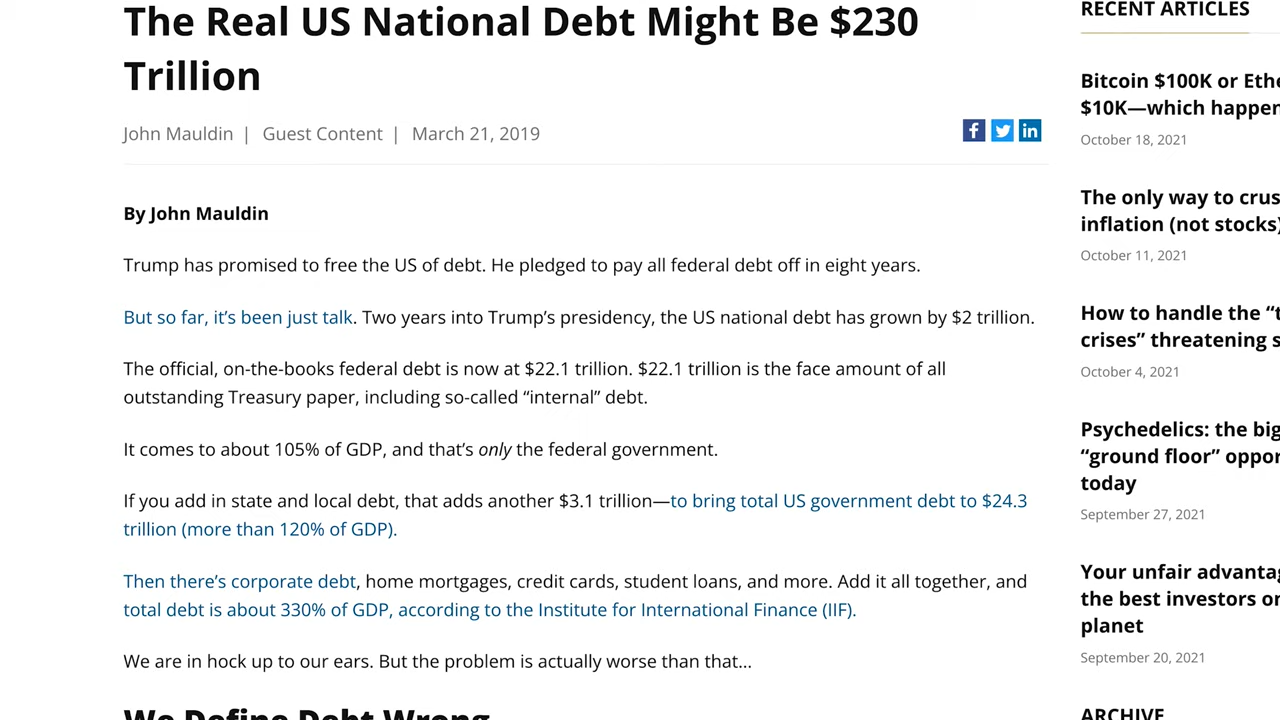 The Real US National Debt Might Be $230
Trillion
John Mauldin | Guest Content | March 21, 2019
By John Mauldin
Trump has promised to free the US of debt. He pledged to pay all federal debt off in eight years.
But so far, it’s been just talk. Two years into Trump’s presidency, the US national debt has grown by $2 trillion.
The official, on-the-books federal debt is now at $22.1 trillion. $22.1 trillion is the face amount of all
outstanding Treasury paper, including so-called “internal” debt.
It comes to about 105% of GDP, and that’s only the federal government.
If you add in state and local debt, that adds another $3.1 trillion—to bring total US government debt to $24.3
trillion (more than 120% of GDP).
Then there’s corporate debt, home mortgages, credit cards, student loans, and more. Add it all together, and
total debt is about 330% of GDP, according to the Institute for International Finance (IIF).
We are in hock up to our ears. But the problem is actually worse than that...
We Define Debt Wrong
RECENT ARTICLES
Bitcoin $100K or
$10K—which
October 18, 2021
The only way to
inflation (not stocks)
October 11, 2021
How to handle the
crises” threatening
October 4, 2021
Psychedelics: the
“ground floor”
today
September 27, 2021
Your unfair
the best investors
planet
September 20, 2021
ARCHIVE